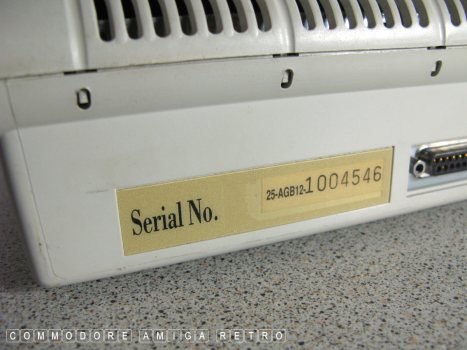 Serial No. 25-AGB12-1004546
COMMODORE AMIGA RETRO